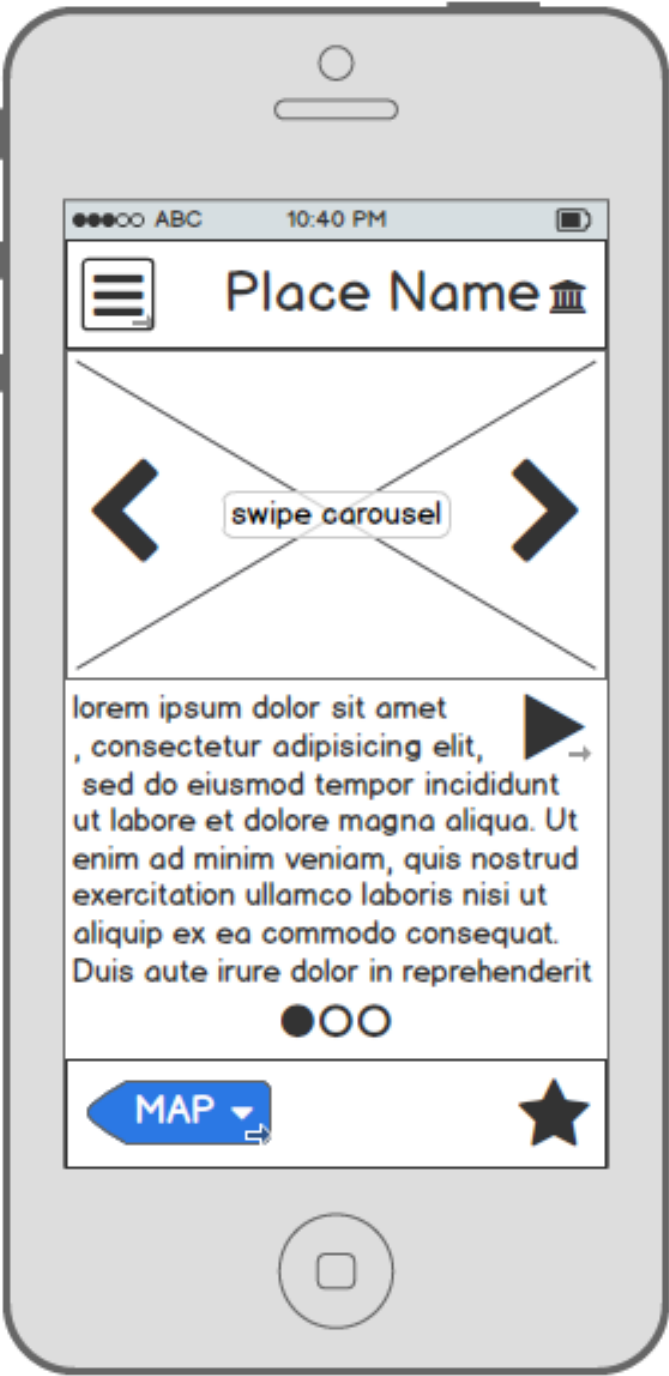 ABC 10:40 PM
Place Name
swipe carousel
lorem ipsum dolor sit amet
, consectetur adipisicing elit,
sed do eiusmod tempor incididunt
ut labore et dolore magna aliqua. Ut
enim ad minim veniam, quis nostrud
exercitation ullamco laboris nisi ut
aliquip ex ea commodo consequat.
Duis aute irure dolor in reprehenderit
MAP